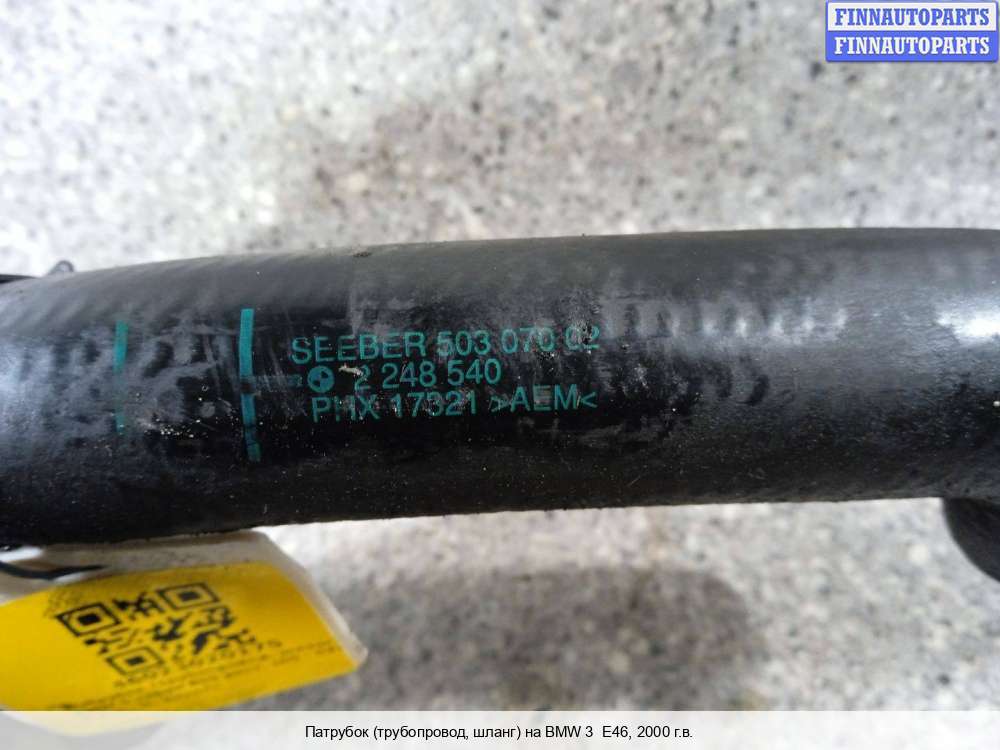 FINNAUTOPARTS
FINNAUTOPARTS
SEEBER 503 070 02
2 248 540
PHX 17321 >AEM<
Патрубок (трубопровод, шланг) на BMW 3 E46, 2000 г.в.